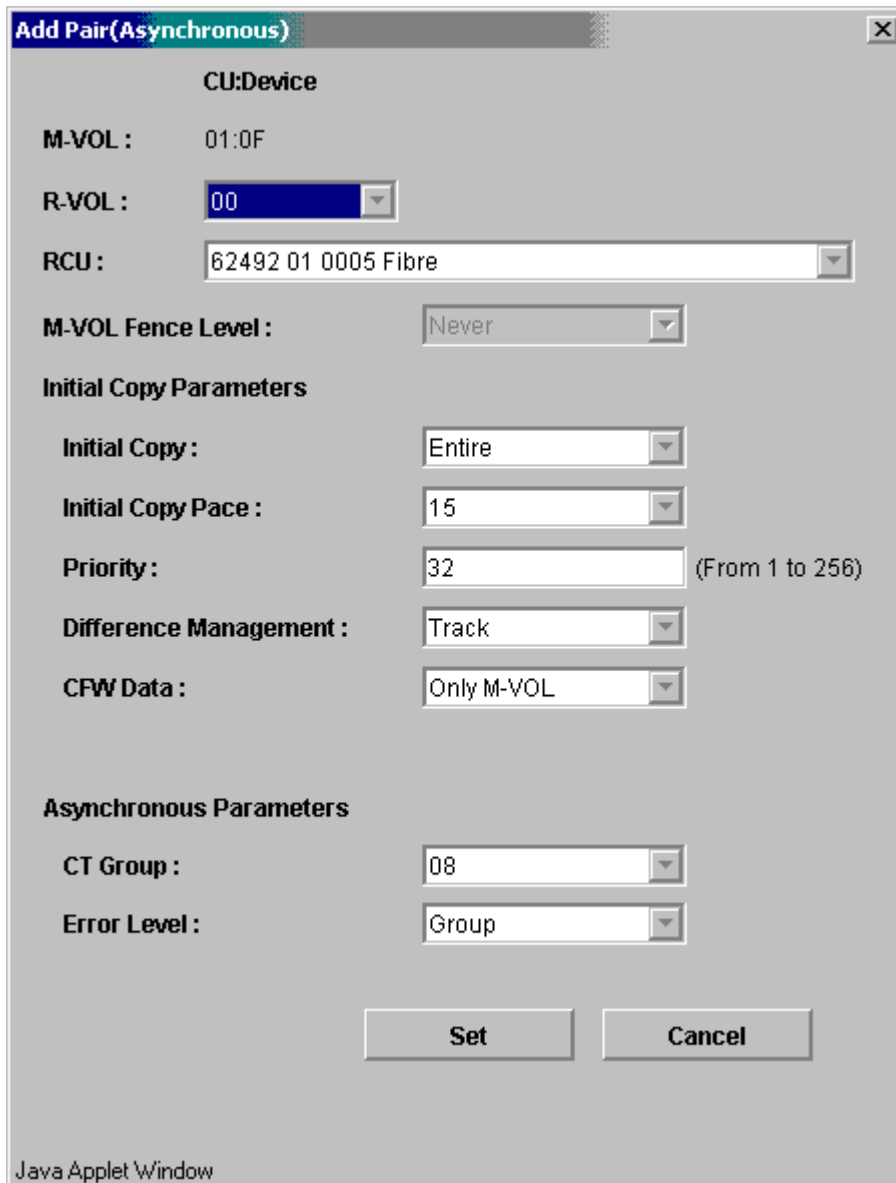 Add Pair(Asynchronous)
CU:Device
M-VOL : 01:0F
R-VOL : 00
RCU : 62492 01 0005 Fibre
M-VOL Fence Level : Never
Initial Copy Parameters
Initial Copy : Entire
Initial Copy Pace : 15
Priority : 32 (From 1 to 256)
Difference Management : Track
CFW Data : Only M-VOL
Asynchronous Parameters
CT Group : 08
Error Level : Group
Set Cancel
Java Applet Window